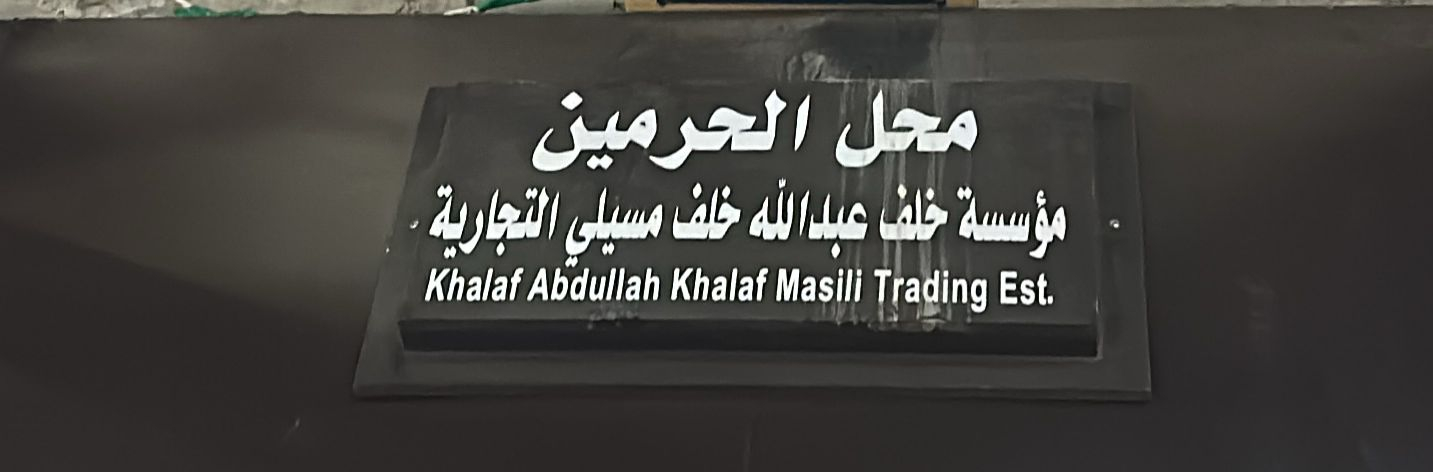 محل الحرمين
مؤسسة خلف عبدالله خلف مسيلي التجارية
Khalaf Abdullah Khalaf Masili Trading Est.